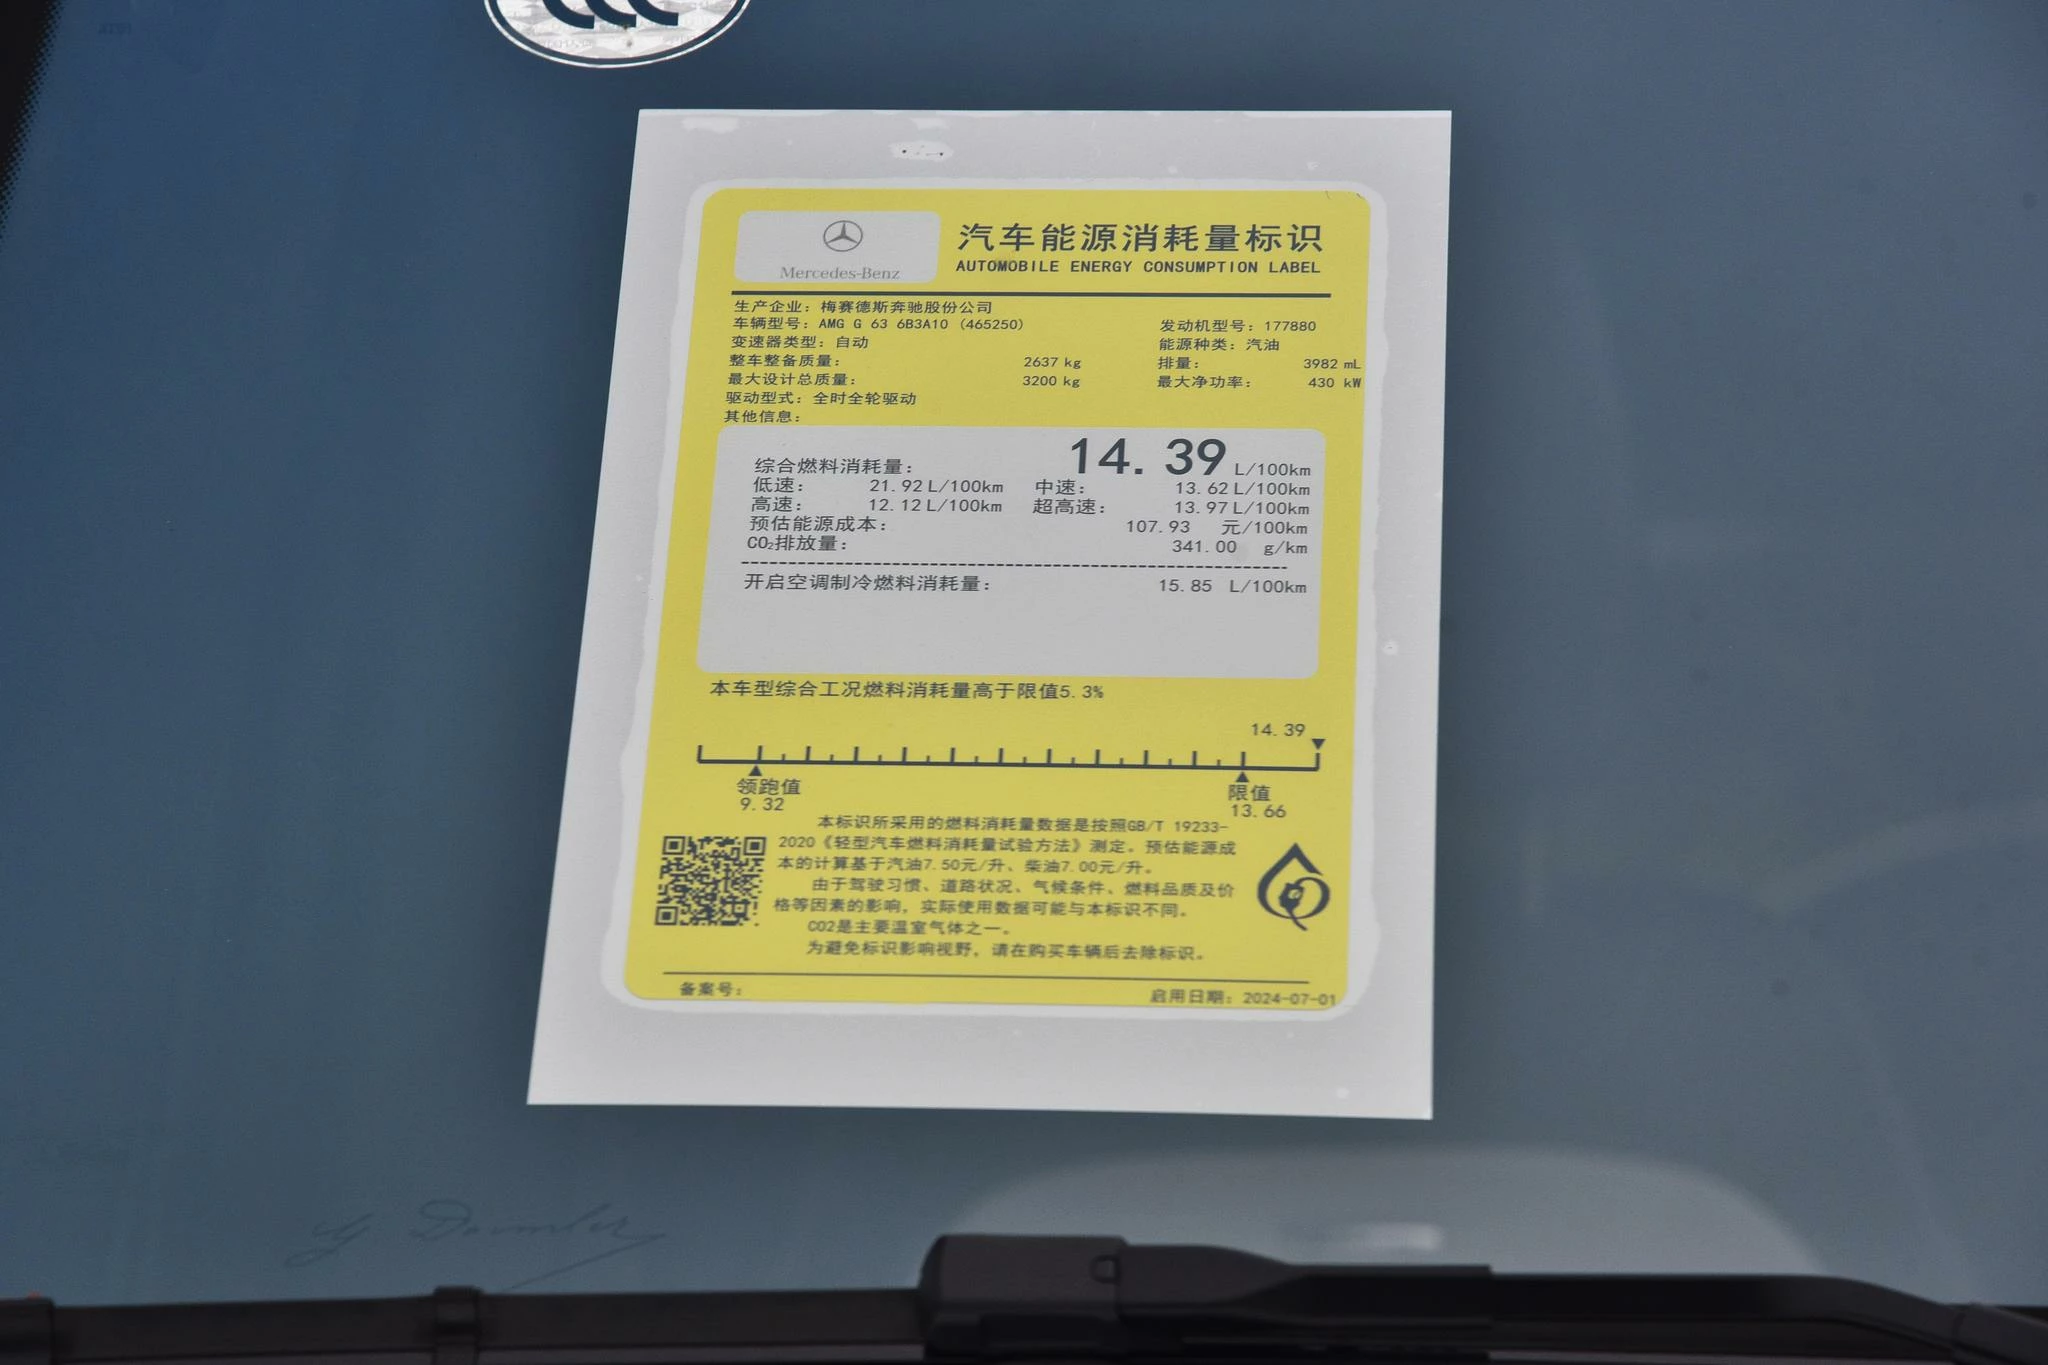 CCC
Mercedes-Benz
汽车能源消耗量标识
AUTOMOBILE ENERGY CONSUMPTION LABEL
生产企业：梅赛德斯奔驰股份公司
车辆型号：AMG G 63 6B3A10 (465250) 发动机型号：177880
变速器类型：自动 能源种类：汽油
整车整备质量： 2637 kg 排量： 3982 mL
最大设计总质量： 3200 kg 最大净功率： 430 kW
驱动型式：全时全轮驱动
其他信息：
综合燃料消耗量： 14.39 L/100km
低速： 21.92 L/100km 中速： 13.62 L/100km
高速： 12.12 L/100km 超高速： 13.97 L/100km
预估能源成本： 107.93 元/100km
CO₂排放量： 341.00 g/km
开启空调制冷燃料消耗量： 15.85 L/100km
本车型综合工况燃料消耗量高于限值5.3%
14.39
领跑值 限值
9.32 13.66
本标识所采用的燃料消耗量数据是按照GB/T 19233-
2020《轻型汽车燃料消耗量试验方法》测定。预估能源成
本的计算基于汽油7.50元/升、柴油7.00元/升。
由于驾驶习惯、道路状况、气候条件、燃料品质及价
格等因素的影响，实际使用数据可能与本标识不同。
CO2是主要温室气体之一。
为避免标识影响视野，请在购买车辆后去除标识。
备案号： 启用日期：2024-07-01
G Daimler